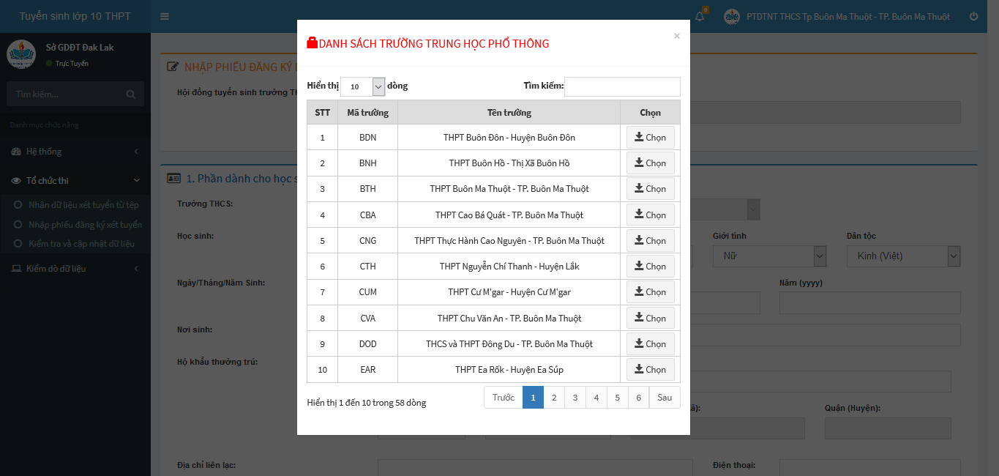 Tuyển sinh lớp 10 THPT
8
PTDTNT THCS Tp Buôn Ma Thuột - TP. Buôn Ma Thuột
Sở GDĐT Đak Lak
Trực Tuyến
Tìm kiếm...
Danh mục chức năng
Hệ thống
Tổ chức thi
Nhận dữ liệu xét tuyển từ tệp
Nhập phiếu đăng ký xét tuyển
Kiểm tra và cập nhật dữ liệu
Kiểm dò dữ liệu
NHẬP PHIẾU ĐĂNG KÝ
Hội đồng tuyển sinh trường
1. Phần dành cho học
Trường THCS:
Học sinh:
Giới tính
Dân tộc
Nữ
Kinh (Việt)
Ngày/Tháng/Năm Sinh:
Năm (yyyy)
Nơi sinh:
Hộ khẩu thường trú:
Quận (Huyện):
Địa chỉ liên lạc:
Điện thoại:
×
DANH SÁCH TRƯỜNG TRUNG HỌC PHỔ THÔNG
Hiển thị 10 dòng Tìm kiếm:
STT Mã trường Tên trường Chọn
1 BDN THPT Buôn Đôn - Huyện Buôn Đôn Chọn
2 BNH THPT Buôn Hồ - Thị Xã Buôn Hồ Chọn
3 BTH THPT Buôn Ma Thuột - TP. Buôn Ma Thuột Chọn
4 CBA THPT Cao Bá Quát - TP. Buôn Ma Thuột Chọn
5 CNG THPT Thực Hành Cao Nguyên - TP. Buôn Ma Thuột Chọn
6 CTH THPT Nguyễn Chí Thanh - Huyện Lắk Chọn
7 CUM THPT Cư M'gar - Huyện Cư M'gar Chọn
8 CVA THPT Chu Văn An - TP. Buôn Ma Thuột Chọn
9 DOD THCS và THPT Đông Du - TP. Buôn Ma Thuột Chọn
10 EAR THPT Ea Rốk - Huyện Ea Súp Chọn
Hiển thị 1 đến 10 trong 58 dòng
Trước 1 2 3 4 5 6 Sau